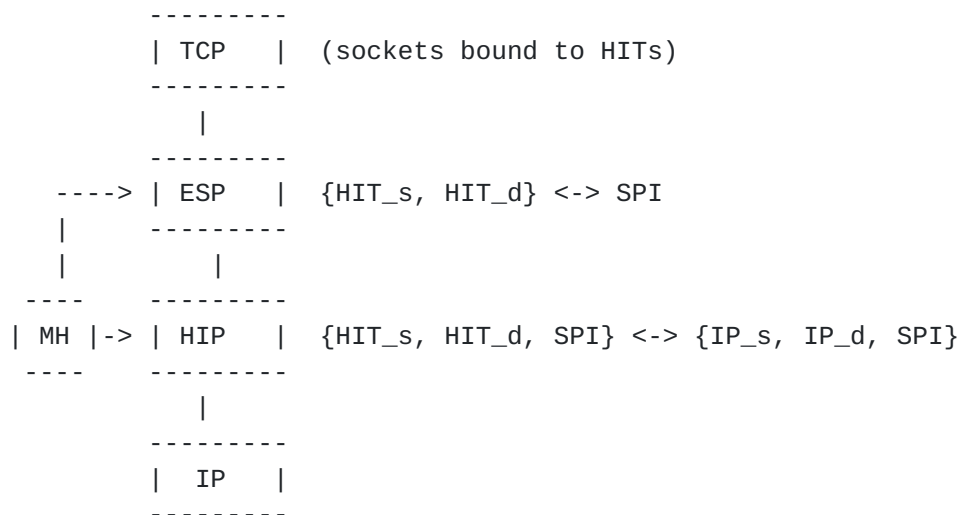 ---------
| TCP   |  (sockets bound to HITs)
---------
|
---------
----> | ESP   |  {HIT_s, HIT_d} <-> SPI
|     ---------
|         |
----    ---------
| MH |-> | HIP   |  {HIT_s, HIT_d, SPI} <-> {IP_s, IP_d, SPI}
----    ---------
|
---------
|  IP   |
---------